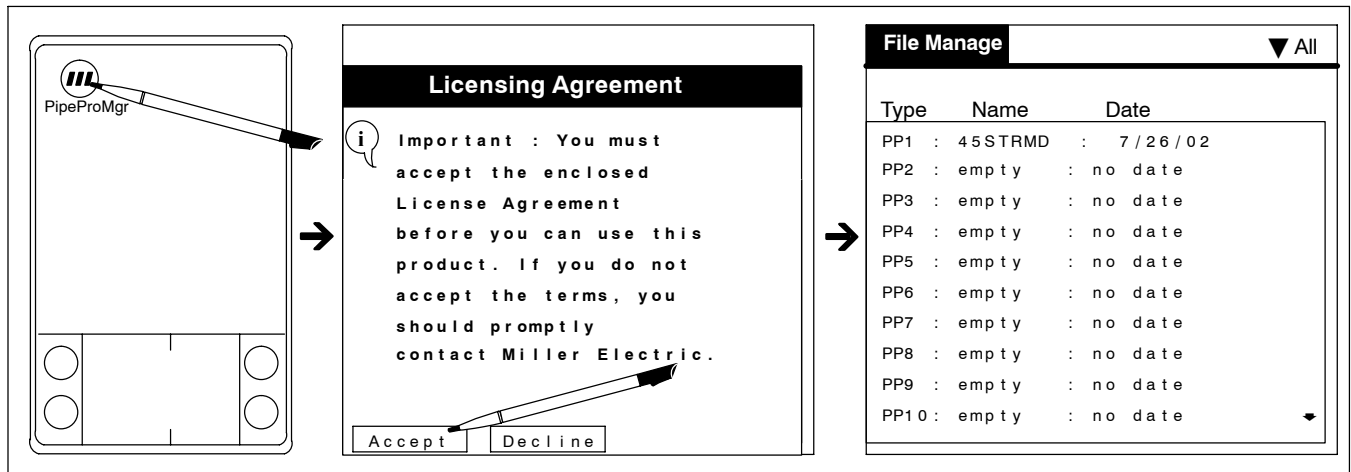 PipeProMgr
Licensing Agreement
i
Important : You must
accept the enclosed
License Agreement
before you can use this
product. If you do not
accept the terms, you
should promptly
contact Miller Electric.
Accept Decline
File Manage ▼ All
Type Name Date
PP1 : 45STRMD : 7/26/02
PP2 : empty : no date
PP3 : empty : no date
PP4 : empty : no date
PP5 : empty : no date
PP6 : empty : no date
PP7 : empty : no date
PP8 : empty : no date
PP9 : empty : no date
PP10: empty : no date